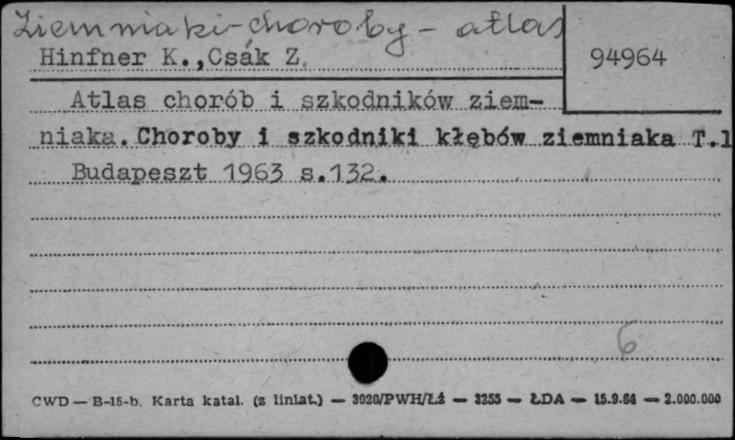 Ziemniaki-choroby - atlas
Hinfner K.,Csák Z.
94964
Atlas chorób i szkodników ziem-
niaka. Choroby i szkodniki kłębów ziemniaka T.1
Budapeszt 1963 s.132.
6
CWD — B-15-b. Karta katal. (z liniat.) — 3020/PWH/Łź — 3255 — ŁDA — 15.9.64 — 2.000.000